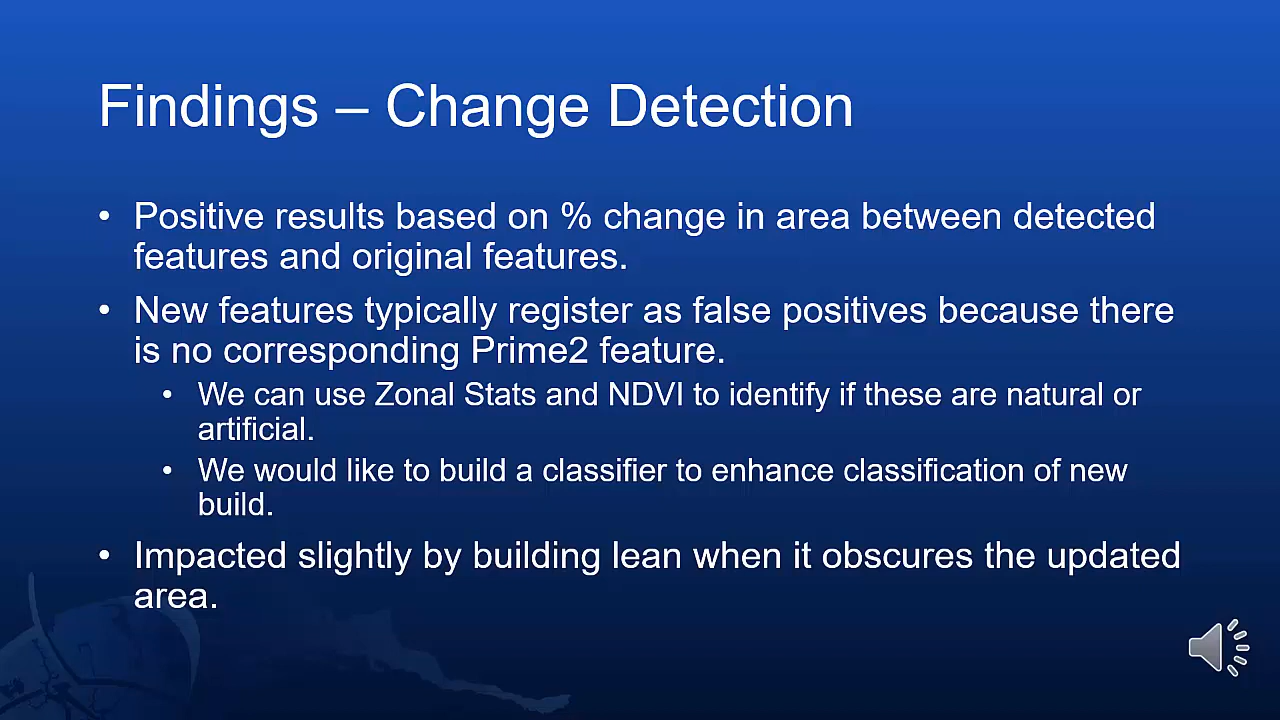 Findings – Change Detection
• Positive results based on % change in area between detected
features and original features.
• New features typically register as false positives because there
is no corresponding Prime2 feature.
• We can use Zonal Stats and NDVI to identify if these are natural or
artificial.
• We would like to build a classifier to enhance classification of new
build.
• Impacted slightly by building lean when it obscures the updated
area.